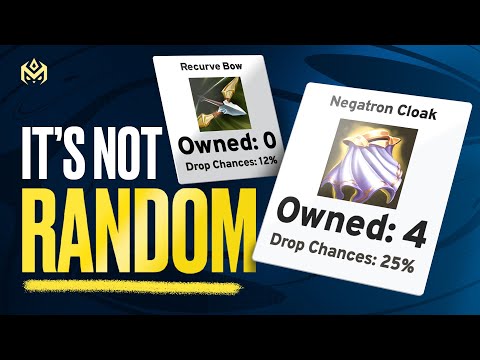 IT'S NOT
RANDOM
Recurve Bow
Owned: 0
Drop Chances: 12%
Negatron Cloak
Owned: 4
Drop Chances: 25%